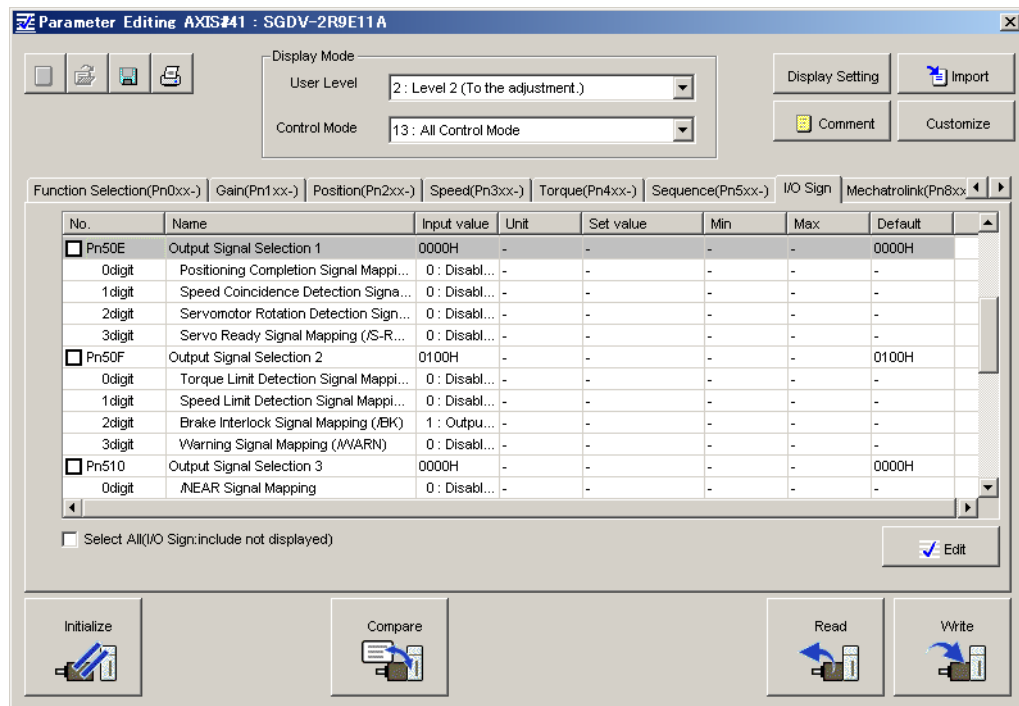 Parameter Editing AXIS#41 : SGDV-2R9E11A
Display Mode
User Level 2 : Level 2 (To the adjustment.)
Control Mode 13 : All Control Mode
Display Setting Import
Comment Customize
Function Selection(Pn0xx-) Gain(Pn1xx-) Position(Pn2xx-) Speed(Pn3xx-) Torque(Pn4xx-) Sequence(Pn5xx-) I/O Sign Mechatrolink(Pn8xx
No. Name Input value Unit Set value Min Max Default
Pn50E Output Signal Selection 1 0000H - - - - 0000H
0digit Positioning Completion Signal Mappi... 0 : Disabl... - - - - -
1digit Speed Coincidence Detection Signa... 0 : Disabl... - - - - -
2digit Servomotor Rotation Detection Sign... 0 : Disabl... - - - - -
3digit Servo Ready Signal Mapping (/S-R... 0 : Disabl... - - - - -
Pn50F Output Signal Selection 2 0100H - - - - 0100H
0digit Torque Limit Detection Signal Mappi... 0 : Disabl... - - - - -
1digit Speed Limit Detection Signal Mappi... 0 : Disabl... - - - - -
2digit Brake Interlock Signal Mapping (/BK) 1 : Outpu... - - - - -
3digit Warning Signal Mapping (/WARN) 0 : Disabl... - - - - -
Pn510 Output Signal Selection 3 0000H - - - - 0000H
0digit /NEAR Signal Mapping 0 : Disabl... - - - - -
Select All(I/O Sign:include not displayed)
Edit
Initialize Compare Read Write